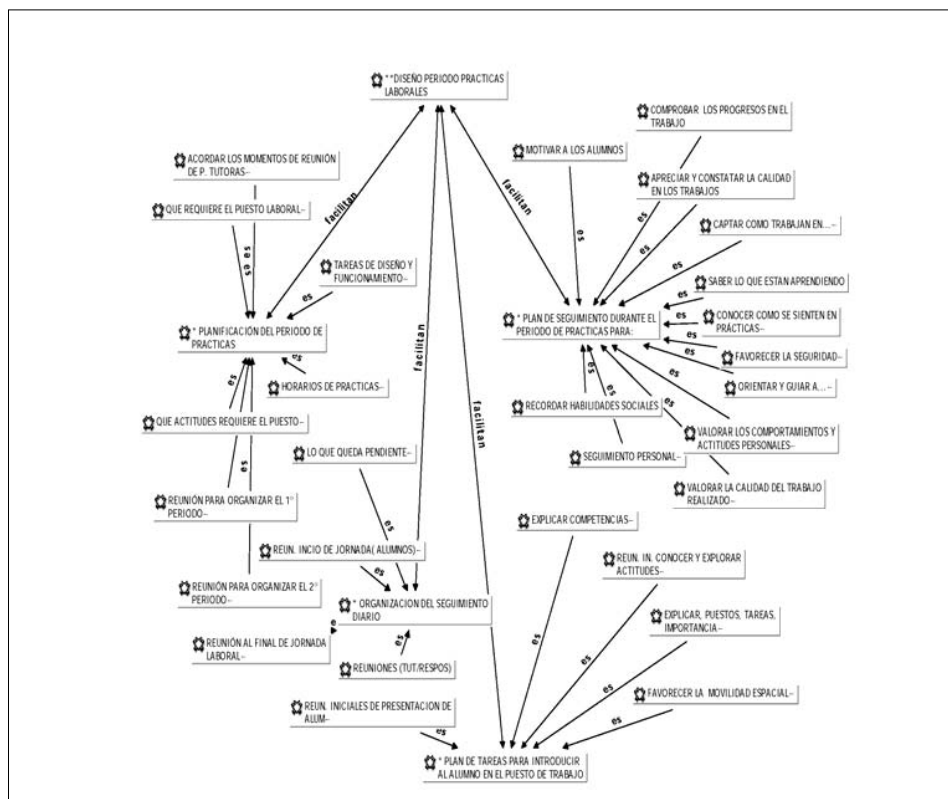 * *DISEÑO PERIODO PRACTICAS
LABORALES
COMPROBAR LOS PROGRESOS EN EL
TRABAJO
MOTIVAR A LOS ALUMNOS
ACORDAR LOS MOMENTOS DE REUNIÓN
DE P. TUTORAS~
APRECIAR Y CONSTATAR LA CALIDAD
EN LOS TRABAJOS
QUE REQUIERE EL PUESTO LABORAL~
CAPTAR COMO TRABAJAN EN...~
facilitan
facilitan
es
es
es
es
es
TAREAS DE DISEÑO Y
FUNCIONAMIENTO~
es
SABER LO QUE ESTAN APRENDIENDO
es
* PLANIFICACIÓN DEL PERIODO DE
PRACTICAS
* PLAN DE SEGUIMIENTO DURANTE EL
PERIODO DE PRACTICAS PARA:
es
CONOCER COMO SE SIENTEN EN
PRÁCTICAS~
es
FAVORECER LA SEGURIDAD~
es
es
HORARIOS DE PRACTICAS~
facilitan
es
es
ORIENTAR Y GUIAR A...~
es
es
RECORDAR HABILIDADES SOCIALES
es
es
QUE ACTITUDES REQUIERE EL PUESTO~
facilitan
VALORAR LOS COMPORTAMIENTOS Y
ACTITUDES PERSONALES~
LO QUE QUEDA PENDIENTE~
SEGUIMIENTO PERSONAL~
es
VALORAR LA CALIDAD DEL TRABAJO
REALIZADO~
REUNIÓN PARA ORGANIZAR EL 1º
PERIODO~
EXPLICAR COMPETENCIAS~
es
REUN. INCIO DE JORNADA( ALUMNOS)~
REUN. IN. CONOCER Y EXPLORAR
ACTITUDES~
es
REUNIÓN PARA ORGANIZAR EL 2º
PERIODO~
* ORGANIZACION DEL SEGUIMIENTO
DIARIO
EXPLICAR, PUESTOS, TAREAS,
IMPORTANCIA~
REUNIÓN AL FINAL DE JORNADA
LABORAL~
es
es
es
REUNIONES (TUT/RESPOS)
es
FAVORECER LA MOVILIDAD ESPACIAL~
REUN. INICIALES DE PRESENTACION DE
ALUM~
es
es
* PLAN DE TAREAS PARA INTRODUCIR
AL ALUMNO EN EL PUESTO DE TRABAJO